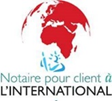 Notaire pour client à
L'INTERNATIONAL